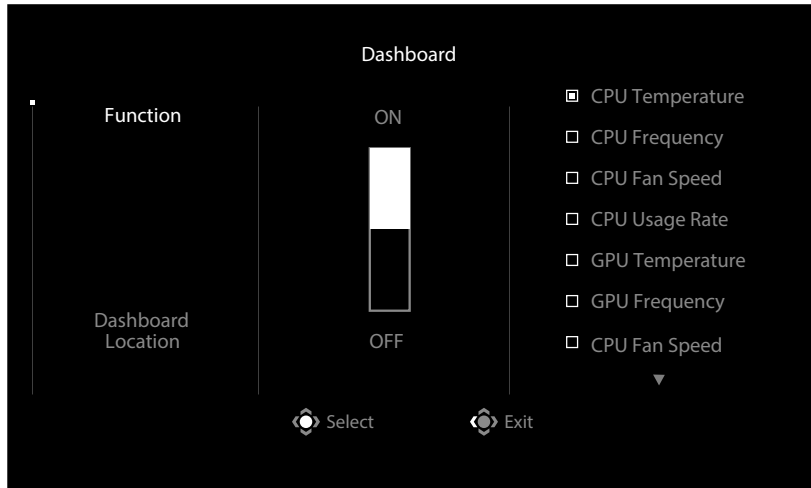 Dashboard
Function
Dashboard
Location
ON
OFF
CPU Temperature
CPU Frequency
CPU Fan Speed
CPU Usage Rate
GPU Temperature
GPU Frequency
CPU Fan Speed
Select
Exit